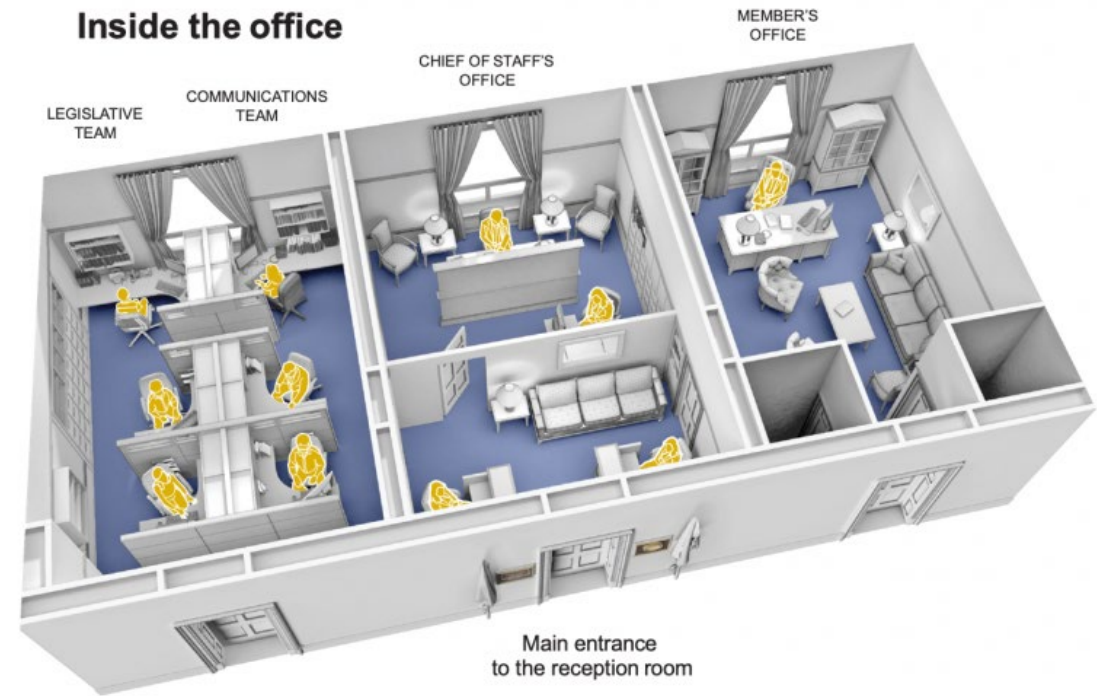 Inside the office
LEGISLATIVE
TEAM
COMMUNICATIONS
TEAM
CHIEF OF STAFF'S
OFFICE
MEMBER'S
OFFICE
Main entrance
to the reception room